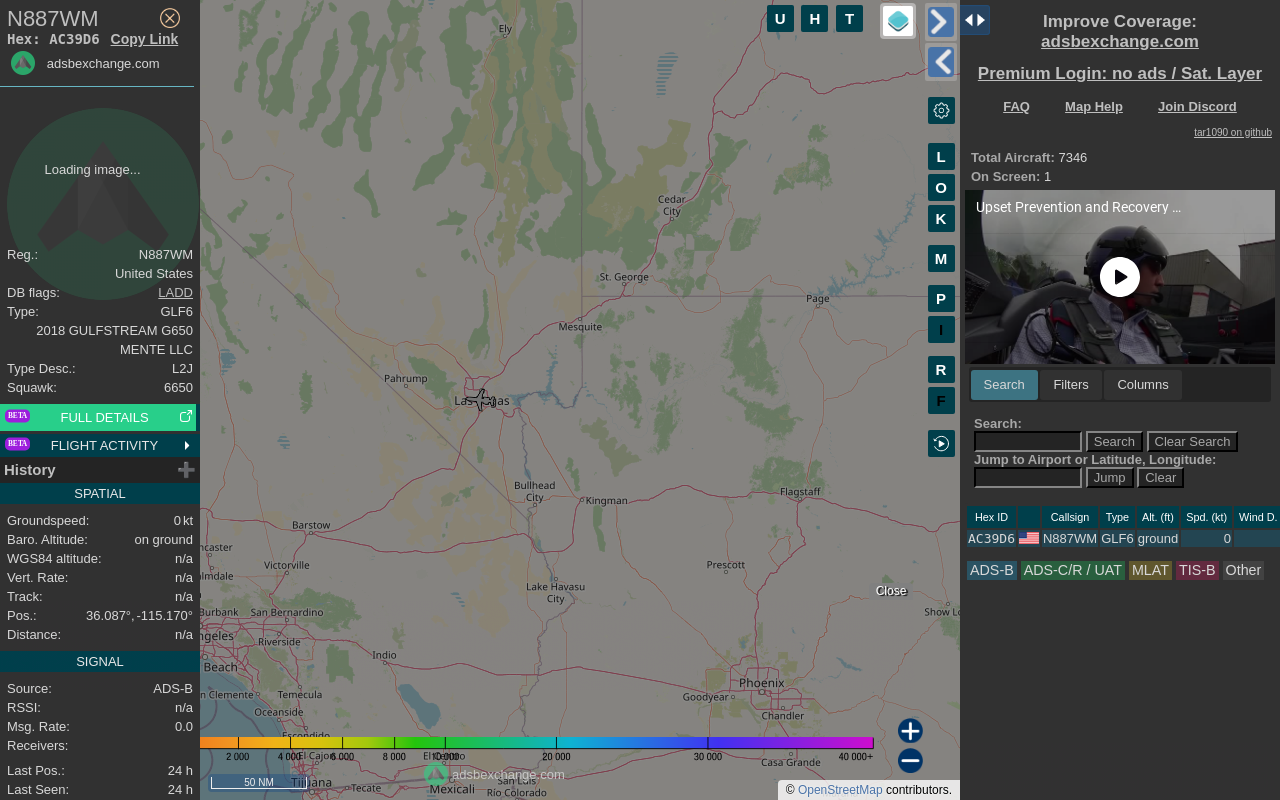 N887WM
Hex: AC39D6 Copy Link
adsbexchange.com
Loading image...
Reg.: N887WM
United States
DB flags: LADD
Type: GLF6
2018 GULFSTREAM G650
MENTE LLC
Type Desc.: L2J
Squawk: 6650
BETA FULL DETAILS
BETA FLIGHT ACTIVITY
History
SPATIAL
Groundspeed: 0 kt
Baro. Altitude: on ground
WGS84 altitude: n/a
Vert. Rate: n/a
Track: n/a
Pos.: 36.087°, -115.170°
Distance: n/a
SIGNAL
Source: ADS-B
RSSI: n/a
Msg. Rate: 0.0
Receivers:
Last Pos.: 24 h
Last Seen: 24 h
U H T
L
O
K
M
P
I
R
F
Ely
Cedar
City
St. George
Page
Mesquite
Pahrump
Las Vegas
Bullhead
City
Kingman
Flagstaff
Barstow
ncaster
Victorville
almdale
Prescott
Lake Havasu
City
Close
Burbank
San Bernardino
Show Lo
ngeles
Riverside
Beach
Indio
Phoenix
n Clemente
Temecula
Goodyear
Oceanside
Chandler
Escondido
El Cajon
El Centro
Casa Grande
2 000 4 000 6 000 8 000 20 000 30 000 40 000+
adsbexchange.com
50 NM
Tijuana
Tecate
Mexicali
San Luis
Río Colorado
© OpenStreetMap contributors.
Improve Coverage:
adsbexchange.com
Premium Login: no ads / Sat. Layer
FAQ Map Help Join Discord
tar1090 on github
Total Aircraft: 7346
On Screen: 1
Upset Prevention and Recovery ...
Search Filters Columns
Search:
Search Clear Search
Jump to Airport or Latitude, Longitude:
Jump Clear
Hex ID Callsign Type Alt. (ft) Spd. (kt) Wind D.
AC39D6 N887WM GLF6 ground 0
ADS-B ADS-C/R / UAT MLAT TIS-B Other